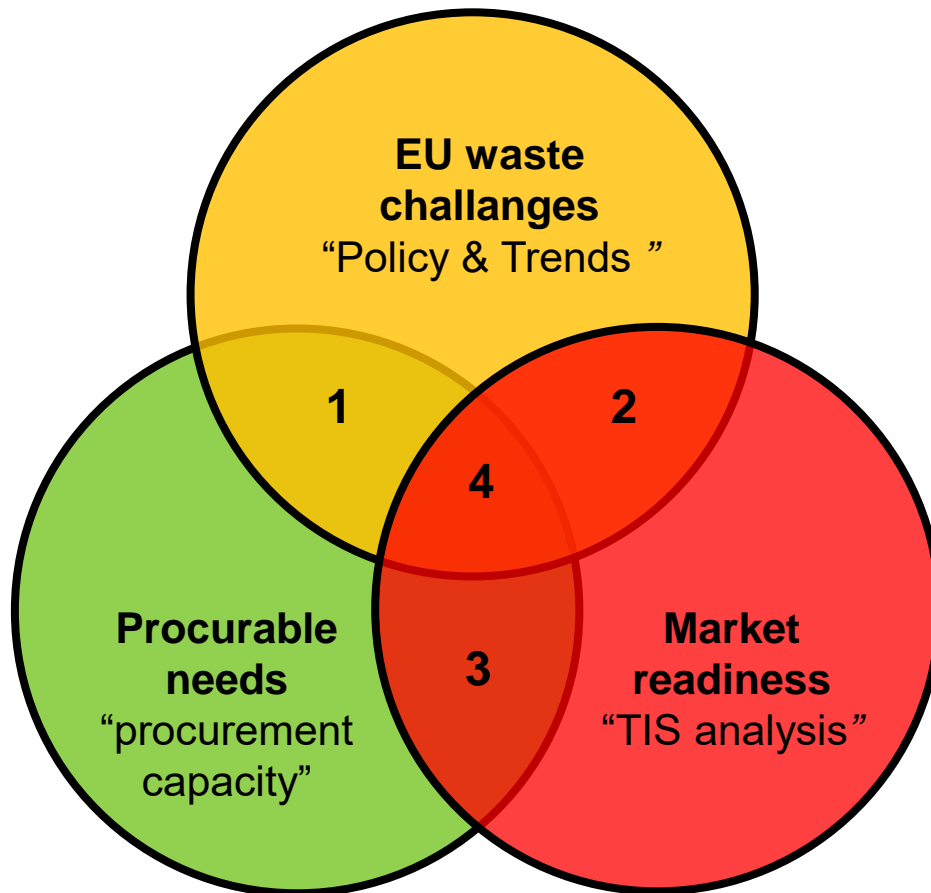 EU waste
challanges
“Policy & Trends ”
1
2
4
Procurable
needs
“procurement
capacity”
3
Market
readiness
“TIS analysis”